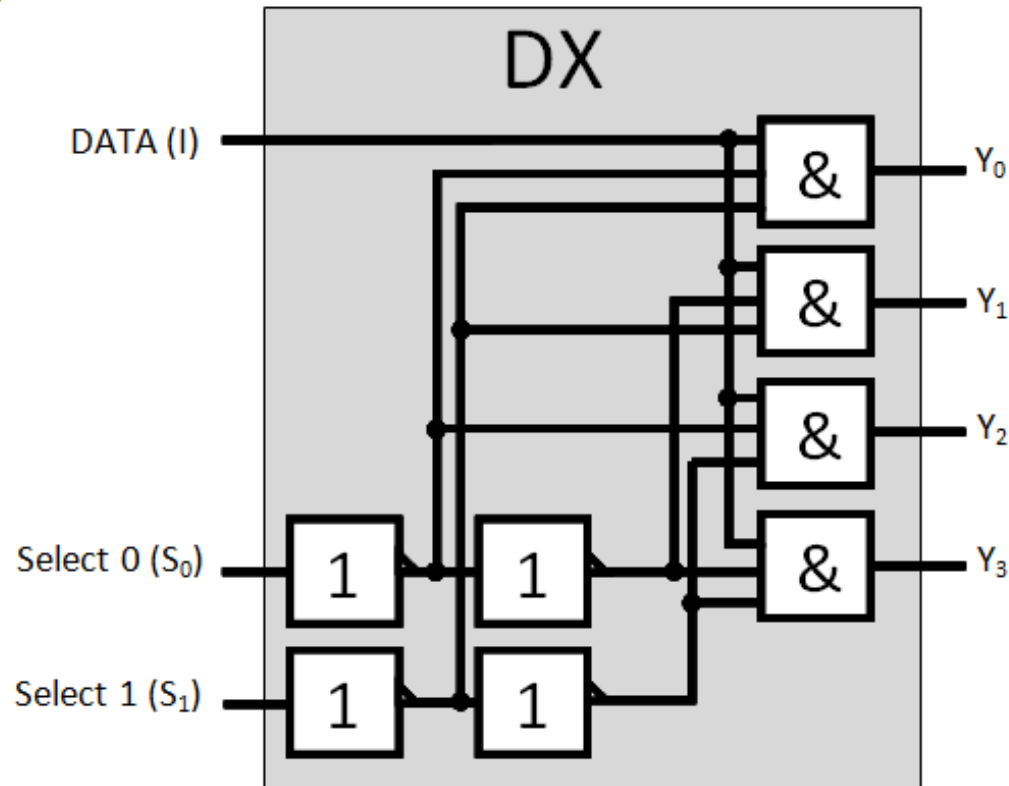 DX
DATA (I)
&
Y₀
&
Y₁
&
Y₂
Select 0 (S₀)
1
1
&
Y₃
Select 1 (S₁)
1
1